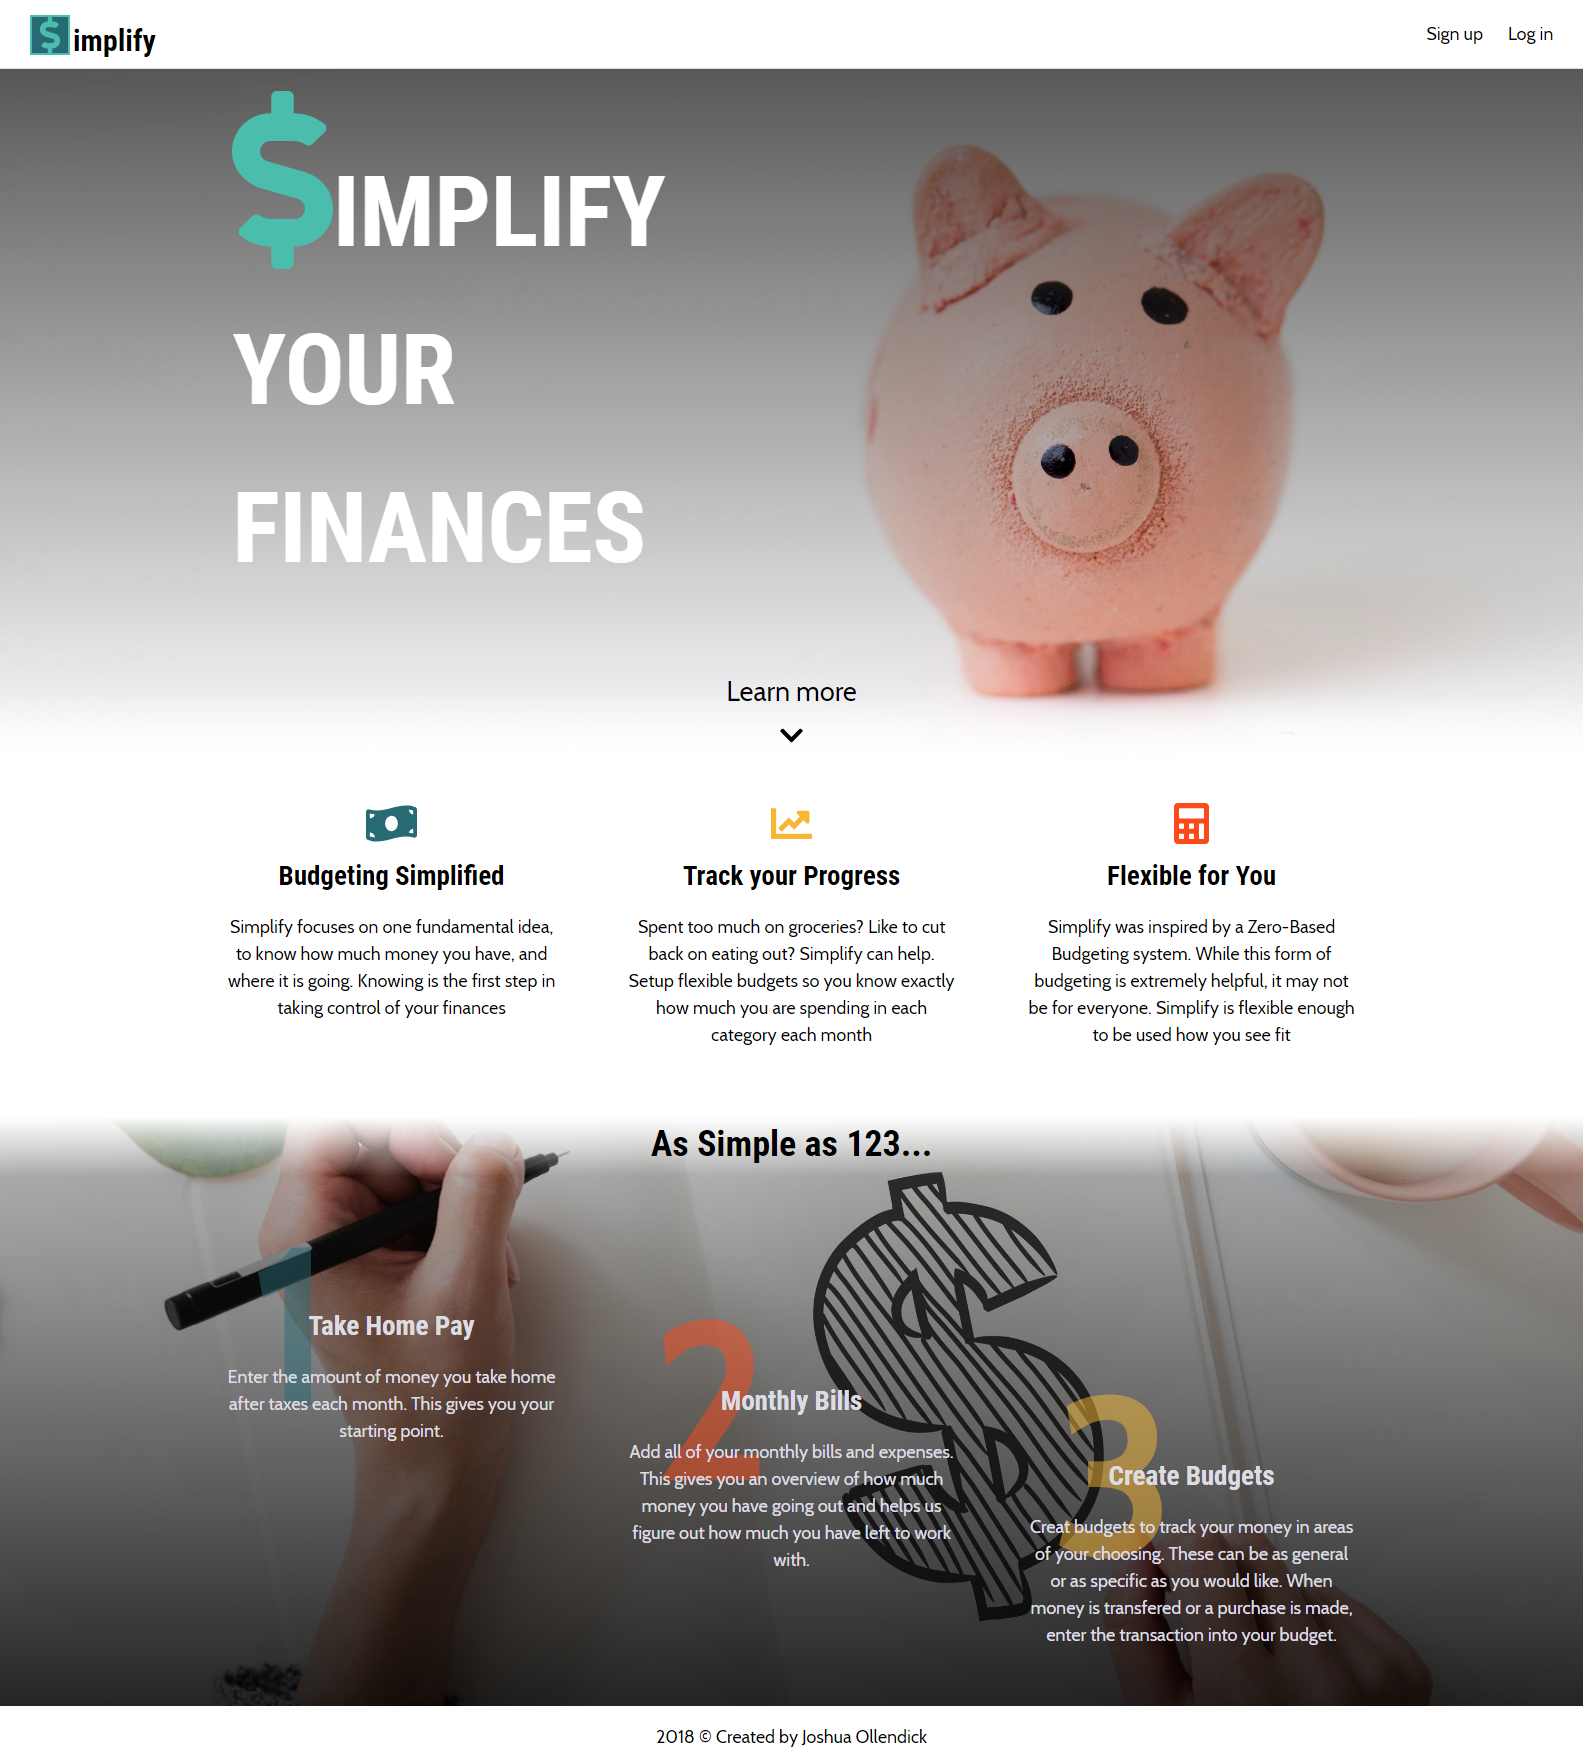 $implify
Sign up
Log in
$IMPLIFY
YOUR
FINANCES
Learn more
Budgeting Simplified
Simplify focuses on one fundamental idea,
to know how much money you have, and
where it is going. Knowing is the first step in
taking control of your finances
Track your Progress
Spent too much on groceries? Like to cut
back on eating out? Simplify can help.
Setup flexible budgets so you know exactly
how much you are spending in each
category each month
Flexible for You
Simplify was inspired by a Zero-Based
Budgeting system. While this form of
budgeting is extremely helpful, it may not
be for everyone. Simplify is flexible enough
to be used how you see fit
As Simple as 123...
$
1
Take Home Pay
Enter the amount of money you take home
after taxes each month. This gives you your
starting point.
2
Monthly Bills
Add all of your monthly bills and expenses.
This gives you an overview of how much
money you have going out and helps us
figure out how much you have left to work
with.
3
Create Budgets
Creat budgets to track your money in areas
of your choosing. These can be as general
or as specific as you would like. When
money is transfered or a purchase is made,
enter the transaction into your budget.
2018 © Created by Joshua Ollendick